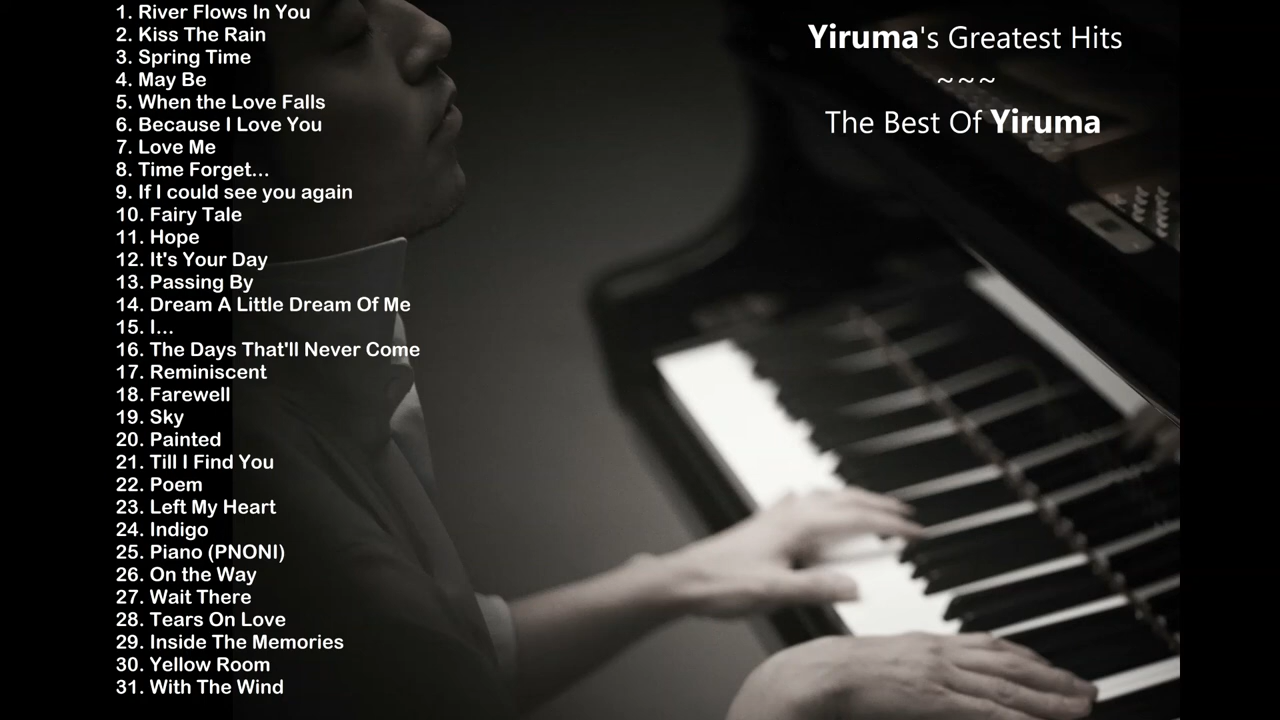 1. River Flows In You
2. Kiss The Rain
3. Spring Time
4. May Be
5. When the Love Falls
6. Because I Love You
7. Love Me
8. Time Forget...
9. If I could see you again
10. Fairy Tale
11. Hope
12. It's Your Day
13. Passing By
14. Dream A Little Dream Of Me
15. I...
16. The Days That'll Never Come
17. Reminiscent
18. Farewell
19. Sky
20. Painted
21. Till I Find You
22. Poem
23. Left My Heart
24. Indigo
25. Piano (PNONI)
26. On the Way
27. Wait There
28. Tears On Love
29. Inside The Memories
30. Yellow Room
31. With The Wind
Yiruma's Greatest Hits
~~~
The Best Of Yiruma